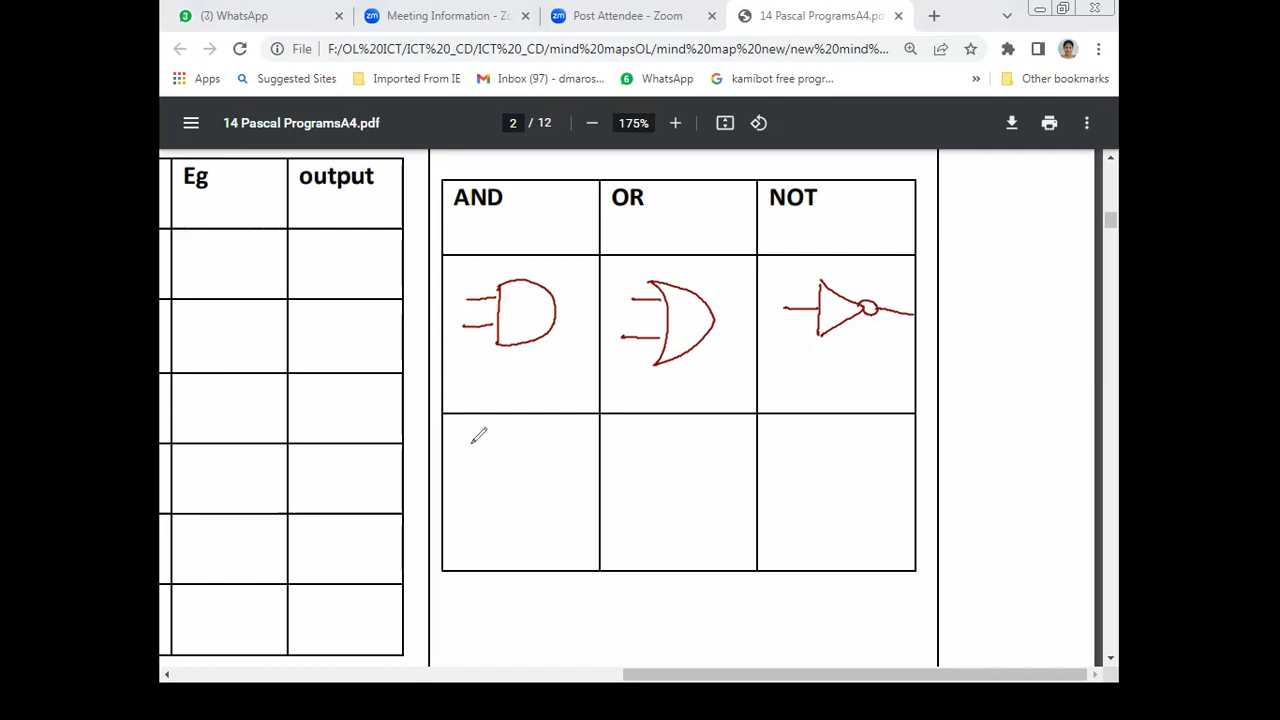 (3) WhatsApp
Meeting Information - Zo
Post Attendee - Zoom
14 Pascal ProgramsA4.pdf
File
F:/OL%20ICT/ICT%20_CD/ICT%20_CD/mind%20mapsOL/mind%20map%20new/new%20mind%...
Apps
Suggested Sites
Imported From IE
Inbox (97) - dmaros...
WhatsApp
kamibot free progr...
»
Other bookmarks
14 Pascal ProgramsA4.pdf
2 / 12
175%
Eg
output
AND
OR
NOT